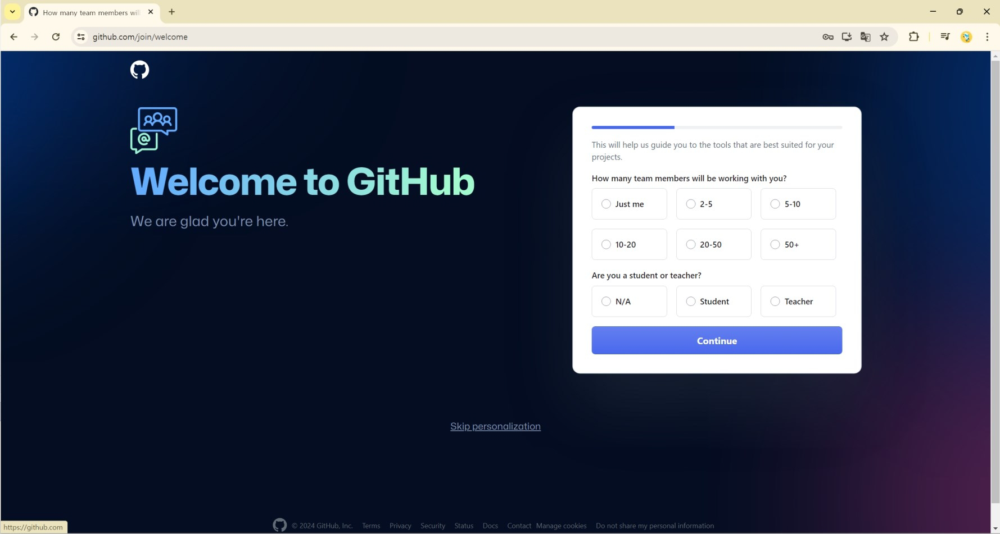 How many team members wil
github.com/join/welcome
@
Welcome to GitHub
We are glad you're here.
This will help us guide you to the tools that are best suited for your
projects.
How many team members will be working with you?
Just me
2-5
5-10
10-20
20-50
50+
Are you a student or teacher?
N/A
Student
Teacher
Continue
Skip personalization
© 2024 GitHub, Inc. Terms Privacy Security Status Docs Contact Manage cookies Do not share my personal information
https://github.com